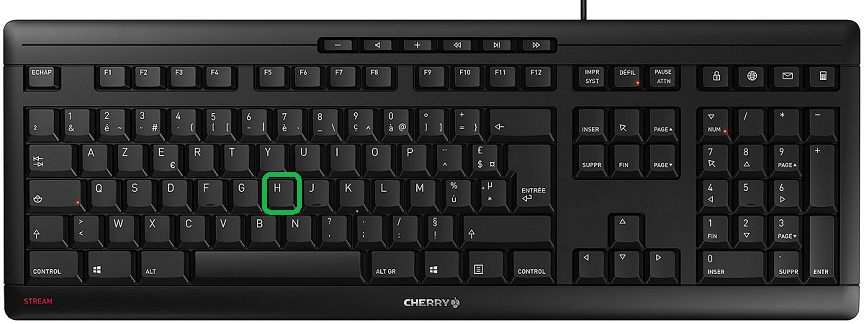 ECHAP F1 F2 F3 F4 F5 F6 F7 F8 F9 F10 F11 F12 IMPR SYST DÉFIL PAUSE ATTN
² 1 & 2 é ~ 3 " # 4 ' { 5 ( [ 6 - | 7 è ` 8 _ \ 9 ç ^ 0 à @ ° ) ] + = } INSER PAGE▲ NUM / * -
A Z E € R T Y U I O P ¨ ^ £ $ ¤ ENTRÉE SUPPR FIN PAGE▼ 7 8 9 PAGE▲ +
Q S D F G H J K L M % ù µ * 4 5 6
> < W X C V B N ? , . ; / : § ! 1 FIN 2 3 PAGE▼
CONTROL ALT ALT GR CONTROL 0 INSER . SUPPR ENTR
STREAM
CHERRY